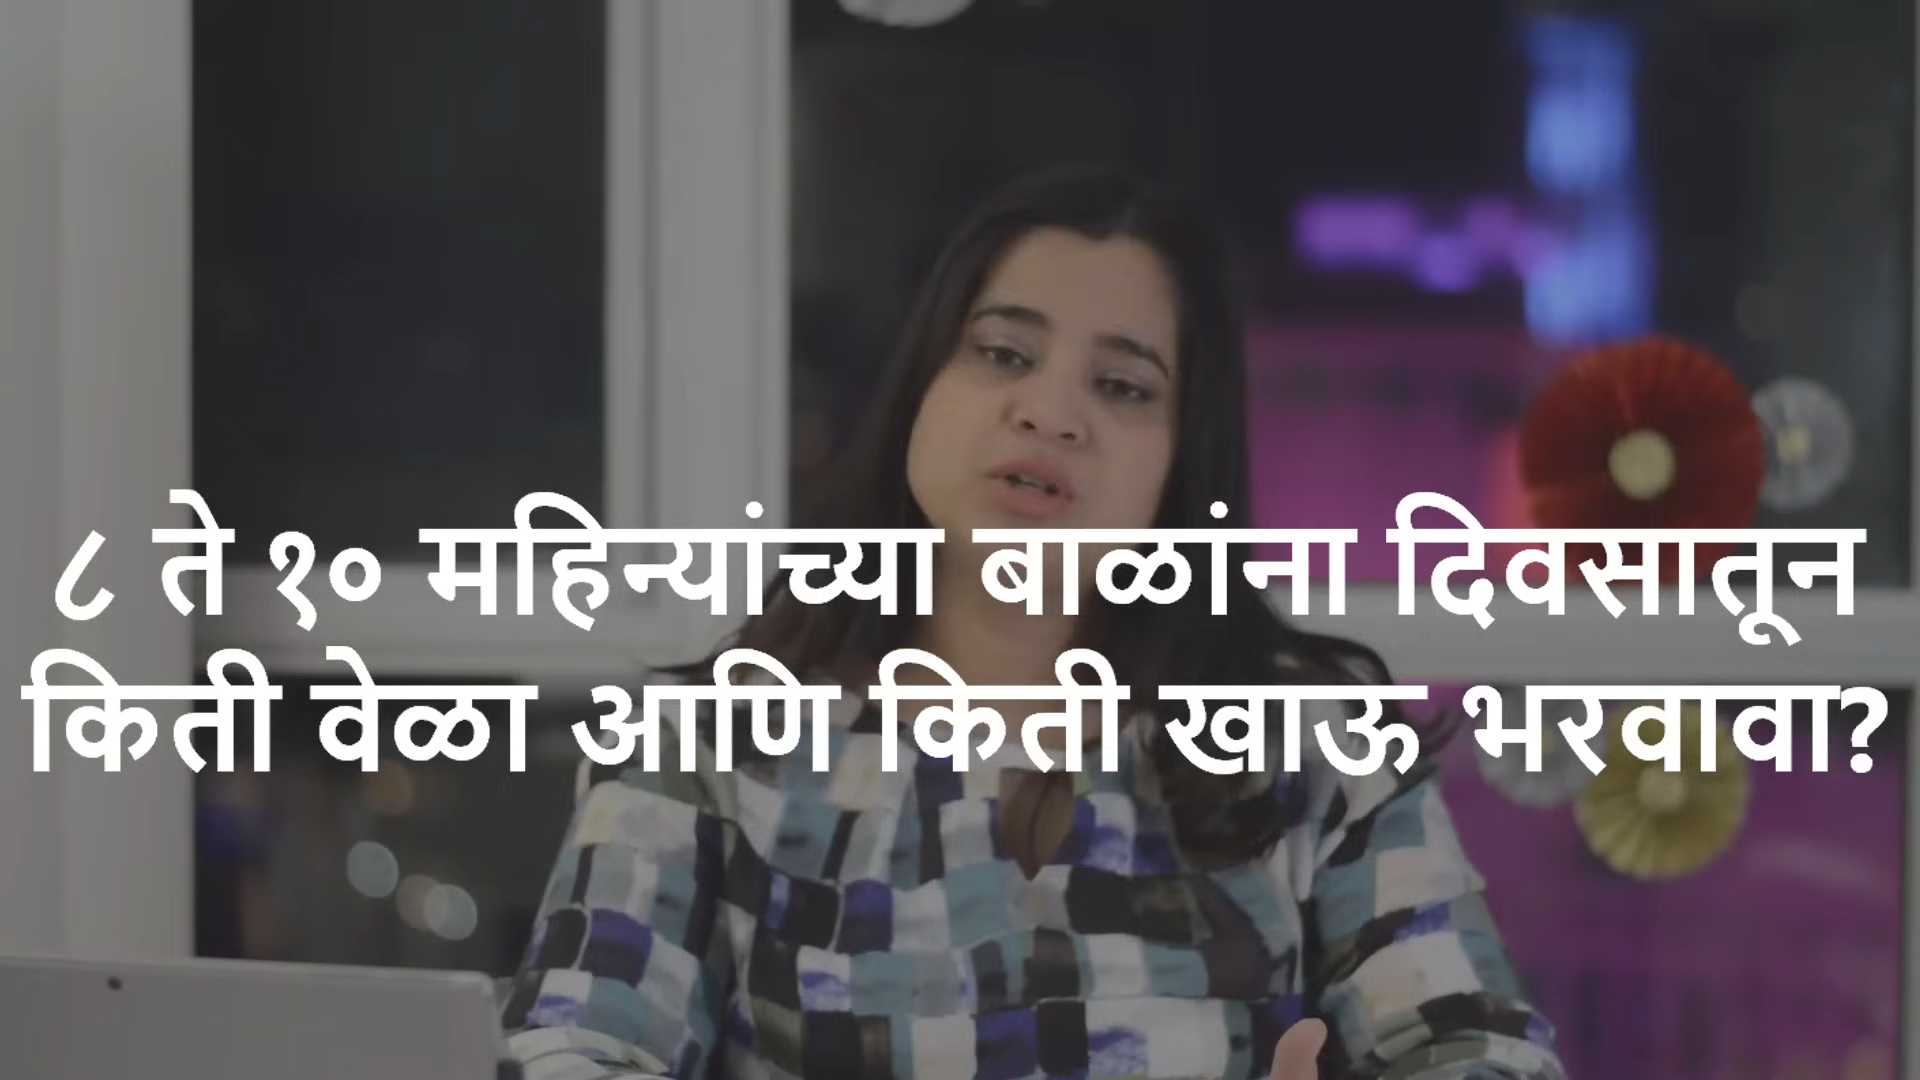 ८ ते १० महिन्यांच्या बाळांना दिवसातून
किती वेळा आणि किती खाऊ भरवावा?